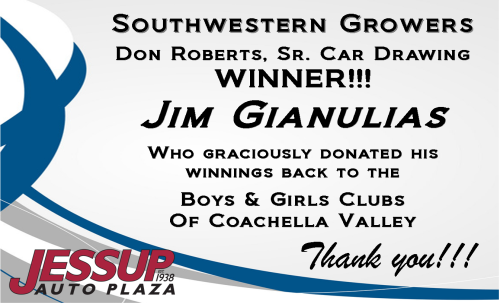 Southwestern Growers
Don Roberts, Sr. Car Drawing
WINNER!!!
Jim Gianulias
Who graciously donated his
winnings back to the
Boys & Girls Clubs
Of Coachella Valley
Thank you!!!
JESSUP
1938
AUTO PLAZA